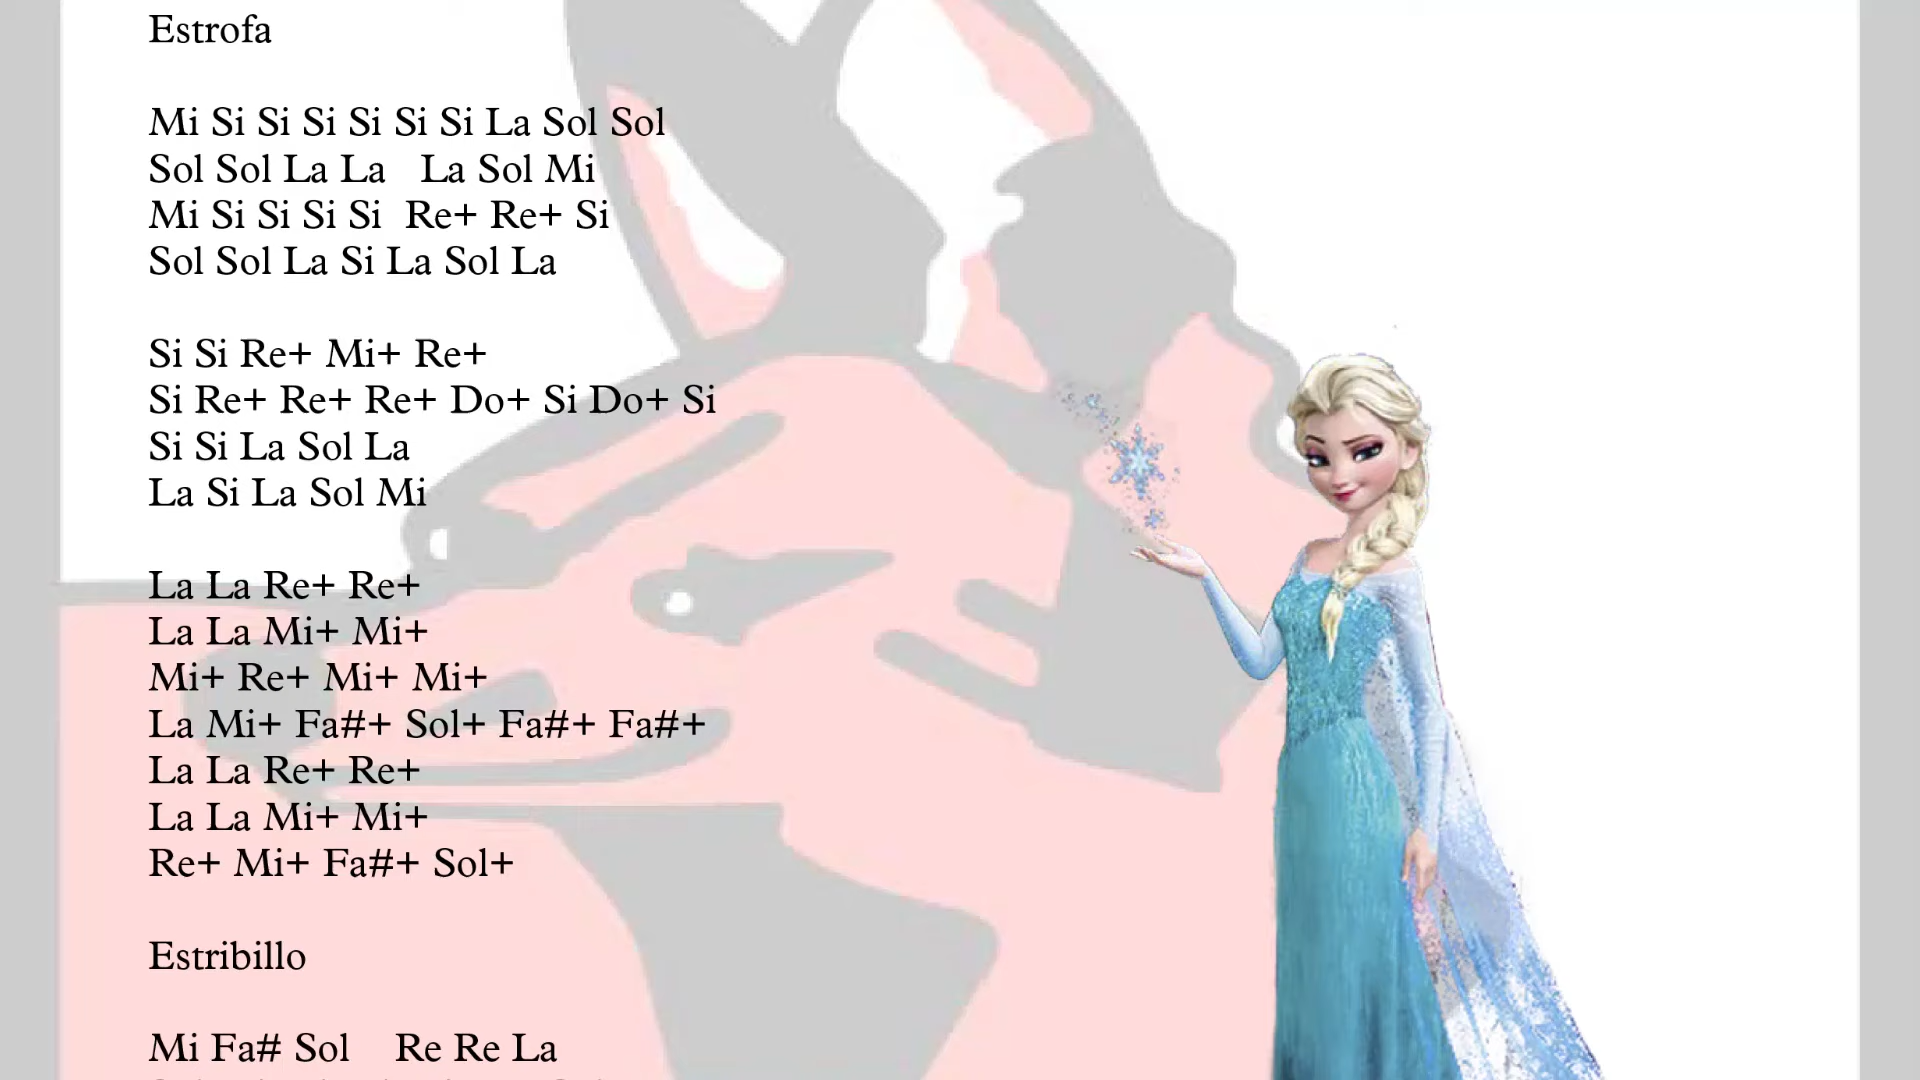 Estrofa
Mi Si Si Si Si Si Si La Sol Sol
Sol Sol La La La Sol Mi
Mi Si Si Si Si Re+ Re+ Si
Sol Sol La Si La Sol La
Si Si Re+ Mi+ Re+
Si Re+ Re+ Re+ Do+ Si Do+ Si
Si Si La Sol La
La Si La Sol Mi
La La Re+ Re+
La La Mi+ Mi+
Mi+ Re+ Mi+ Mi+
La Mi+ Fa#+ Sol+ Fa#+ Fa#+
La La Re+ Re+
La La Mi+ Mi+
Re+ Mi+ Fa#+ Sol+
Estribillo
Mi Fa# Sol Re Re La